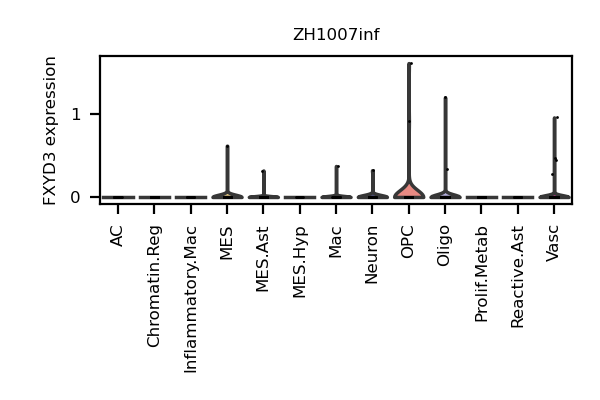 ZH1007inf
FXYD3 expression
1
0
AC
Chromatin.Reg
Inflammatory.Mac
MES
MES.Ast
MES.Hyp
Mac
Neuron
OPC
Oligo
Prolif.Metab
Reactive.Ast
Vasc